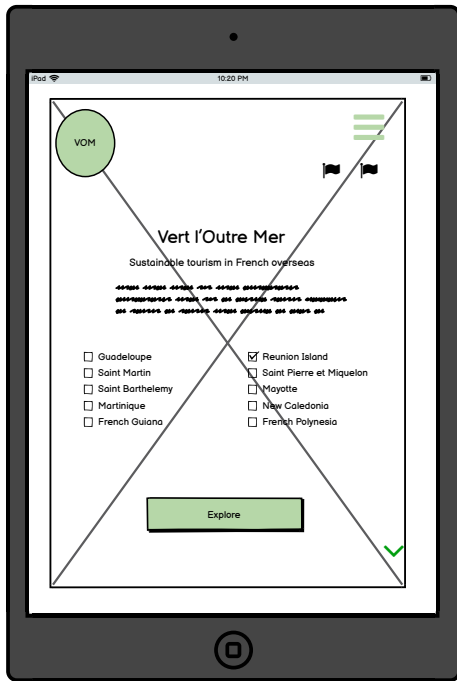 iPad
10:20 PM
VOM
Vert l'Outre Mer
Sustainable tourism in French overseas
Guadeloupe
Saint Martin
Saint Barthelemy
Martinique
French Guiana
Reunion Island
Saint Pierre et Miquelon
Mayotte
New Caledonia
French Polynesia
Explore